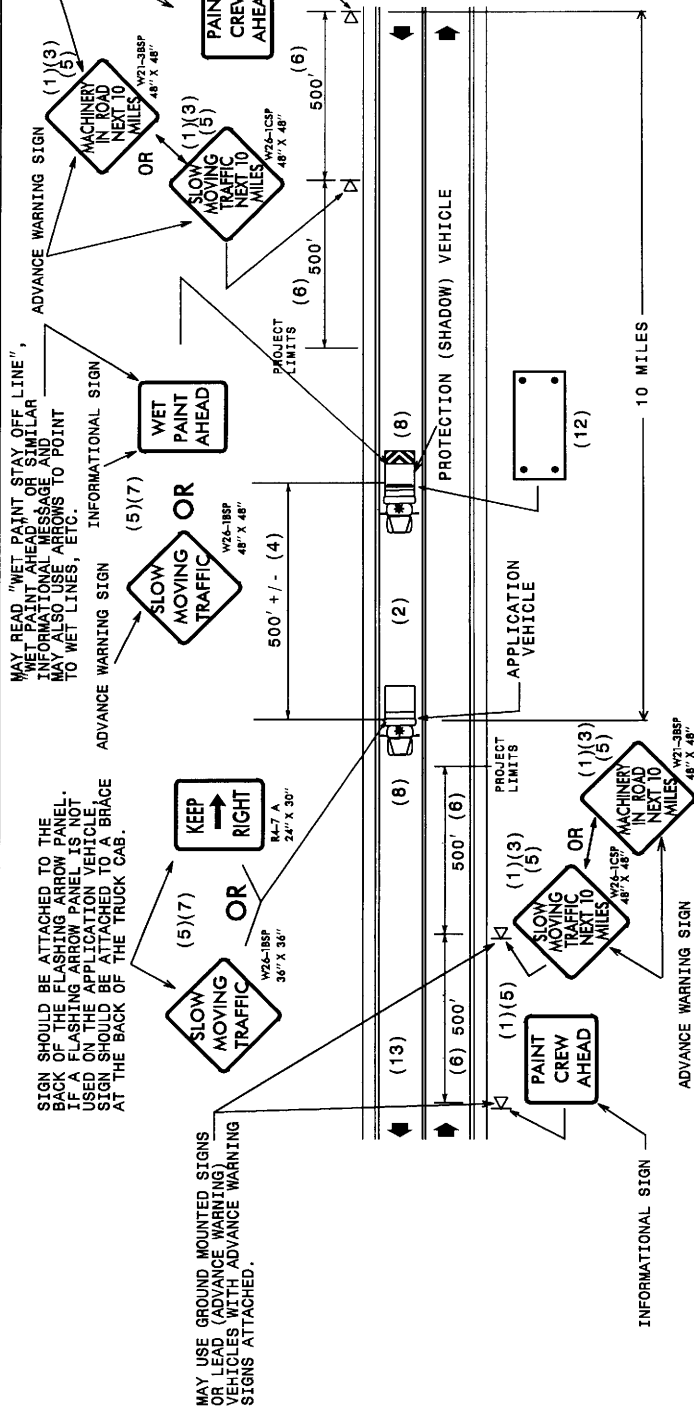 SIGN SHOULD BE ATTACHED TO THE
BACK OF THE FLASHING ARROW PANEL.
IF A FLASHING ARROW PANEL IS NOT
USED ON THE APPLICATION VEHICLE,
SIGN SHOULD BE ATTACHED TO A BRACE
AT THE BACK OF THE TRUCK CAB.
MAY READ "WET PAINT STAY OFF LINE",
"WET PAINT AHEAD" OR SIMILAR
INFORMATIONAL MESSAGE AND
MAY ALSO USE ARROWS TO POINT
TO WET LINES, ETC.
MAY USE GROUND MOUNTED SIGNS
OR LEAD (ADVANCE WARNING)
VEHICLES WITH ADVANCE WARNING
SIGNS ATTACHED.
SLOW
MOVING
TRAFFIC
W26-1BSP
36" X 36"
(5)(7)
OR
KEEP
RIGHT
R4-7 A
24" X 30"
ADVANCE WARNING SIGN
SLOW
MOVING
TRAFFIC
W26-1BSP
48" X 48"
(5)(7)
OR
INFORMATIONAL SIGN
WET
PAINT
AHEAD
ADVANCE WARNING SIGN
MACHINERY
IN ROAD
NEXT 10
MILES
(1)(3)
(5)
W21-3BSP
48" X 48"
OR
SLOW
MOVING
TRAFFIC
NEXT 10
MILES
(1)(3)
(5)
W26-1CSP
48" X 48"
PAIN
CREW
AHEA
PROJECT
LIMITS
(6) 500'
500' (6)
500' +/- (4)
(13)
(8)
(2)
(8)
APPLICATION
VEHICLE
PROTECTION (SHADOW) VEHICLE
(12)
10 MILES
PROJECT
LIMITS
(6) 500'
500' (6)
(1)(5)
PAINT
CREW
AHEAD
(1)(3)
(5)
SLOW
MOVING
TRAFFIC
NEXT 10
MILES
W26-1CSP
48" X 48"
OR
(1)(3)
(5)
MACHINERY
IN ROAD
NEXT 10
MILES
W21-3BSP
48" X 48"
INFORMATIONAL SIGN
ADVANCE WARNING SIGN